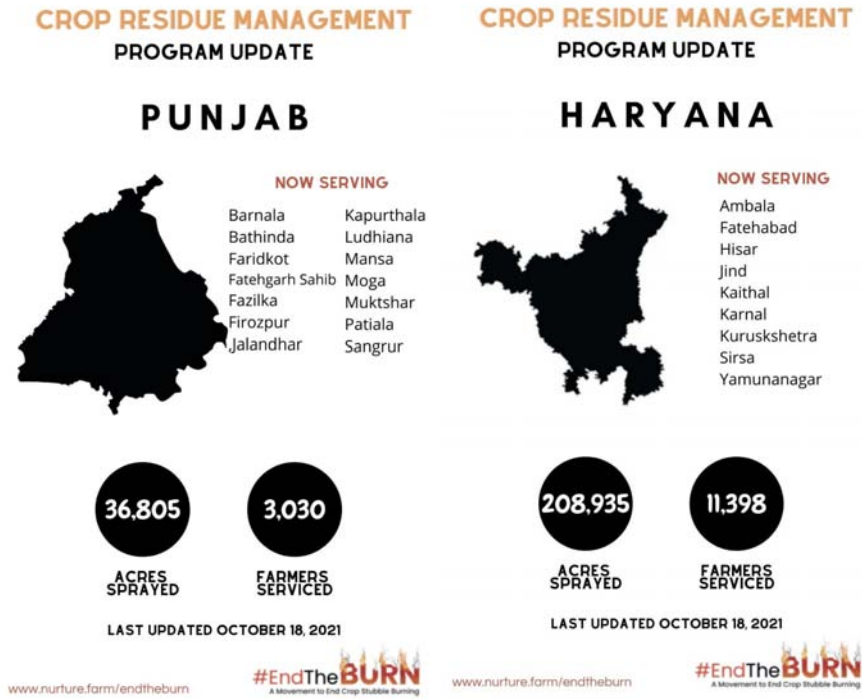 CROP RESIDUE MANAGEMENT
PROGRAM UPDATE
PUNJAB
NOW SERVING
Barnala
Bathinda
Faridkot
Fatehgarh Sahib
Fazilka
Firozpur
,Jalandhar
Kapurthala
Ludhiana
Mansa
Moga
Muktshar
Patiala
Sangrur
36,805
ACRES
SPRAYED
3,030
FARMERS
SERVICED
LAST UPDATED OCTOBER 18, 2021
www.nurture.farm/endtheburn
#EndTheBURN
A Movement to End Crop Stubble Burning
CROP RESIDUE MANAGEMENT
PROGRAM UPDATE
HARYANA
NOW SERVING
Ambala
Fatehabad
Hisar
Jind
Kaithal
Karnal
Kuruskshetra
Sirsa
Yamunanagar
208,935
ACRES
SPRAYED
11,398
FARMERS
SERVICED
LAST UPDATED OCTOBER 18, 2021
www.nurture.farm/endtheburn
#EndTheBURN
A Movement to End Crop Stubble Burning